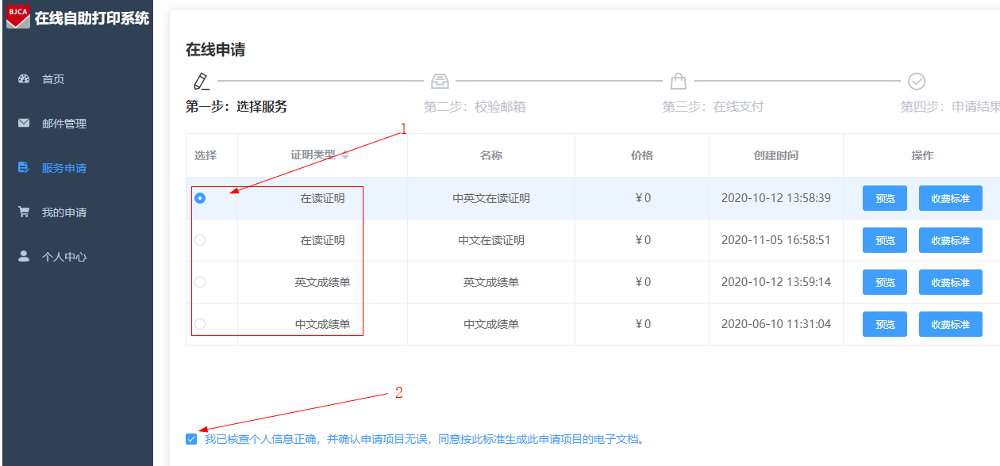 BJCA 在线自助打印系统
首页
邮件管理
服务申请
我的申请
个人中心
在线申请
第一步：选择服务 第二步：校验邮箱 第三步：在线支付 第四步：申请结果
1
选择 证明类型 名称 价格 创建时间 操作
在读证明 中英文在读证明 ￥0 2020-10-12 13:58:39 预览 收费标准
在读证明 中文在读证明 ￥0 2020-11-05 16:58:51 预览 收费标准
英文成绩单 英文成绩单 ￥0 2020-10-12 13:59:14 预览 收费标准
中文成绩单 中文成绩单 ￥0 2020-06-10 11:31:04 预览 收费标准
2
我已核查个人信息正确，并确认申请项目无误，同意按此标准生成此申请项目的电子文档。